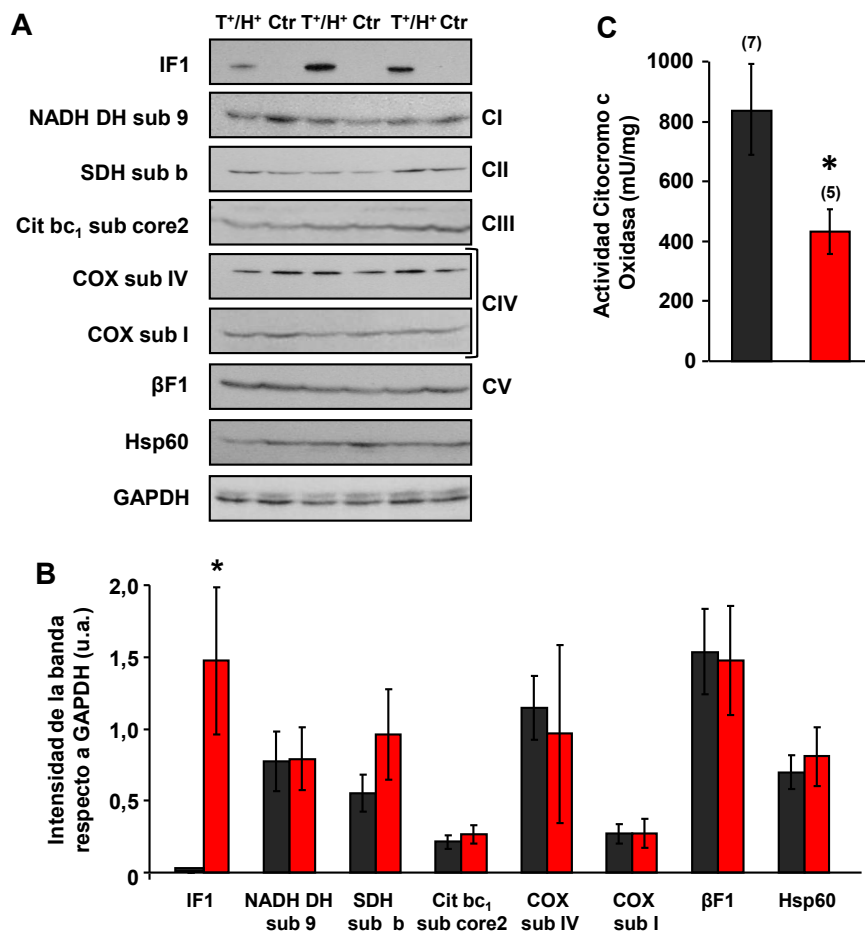 A
T⁺/H⁺ Ctr T⁺/H⁺ Ctr T⁺/H⁺ Ctr
IF1
NADH DH sub 9
CI
SDH sub b
CII
Cit bc₁ sub core2
CIII
COX sub IV
CIV
COX sub I
βF1
CV
Hsp60
GAPDH
C
Actividad Citocromo c
Oxidasa (mU/mg)
1000
800
600
400
200
0
(7)
*
(5)
B
Intensidad de la banda
respecto a GAPDH (u.a.)
2,0
1,5
1,0
0,5
0
*
IF1
NADH DH
sub 9
SDH
sub b
Cit bc₁
sub core2
COX
sub IV
COX
sub I
βF1
Hsp60